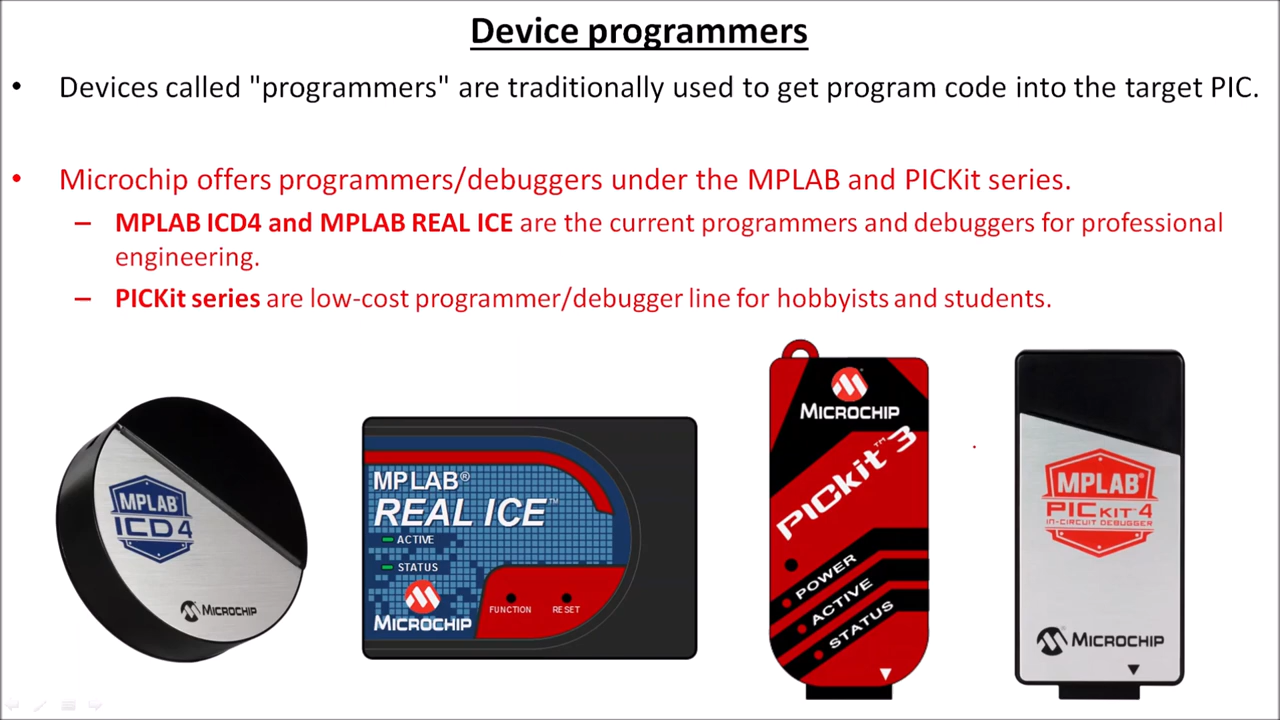 Device programmers
• Devices called "programmers" are traditionally used to get program code into the target PIC.
• Microchip offers programmers/debuggers under the MPLAB and PICKit series.
– MPLAB ICD4 and MPLAB REAL ICE are the current programmers and debuggers for professional
engineering.
– PICKit series are low-cost programmer/debugger line for hobbyists and students.
MPLAB
ICD 4
MICROCHIP
MPLAB®
REAL ICE™
ACTIVE
STATUS
FUNCTION RESET
MICROCHIP
MICROCHIP
PICkit™ 3
POWER
ACTIVE
STATUS
MPLAB®
PICKIT™4
IN-CIRCUIT DEBUGGER
MICROCHIP